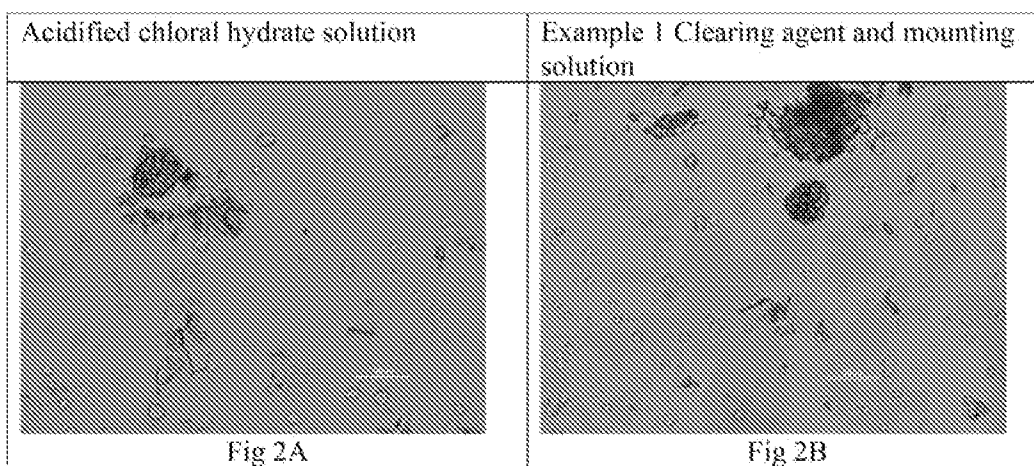 Acidified chloral hydrate solution
Example 1 Clearing agent and mounting
solution
Fig 2A
Fig 2B